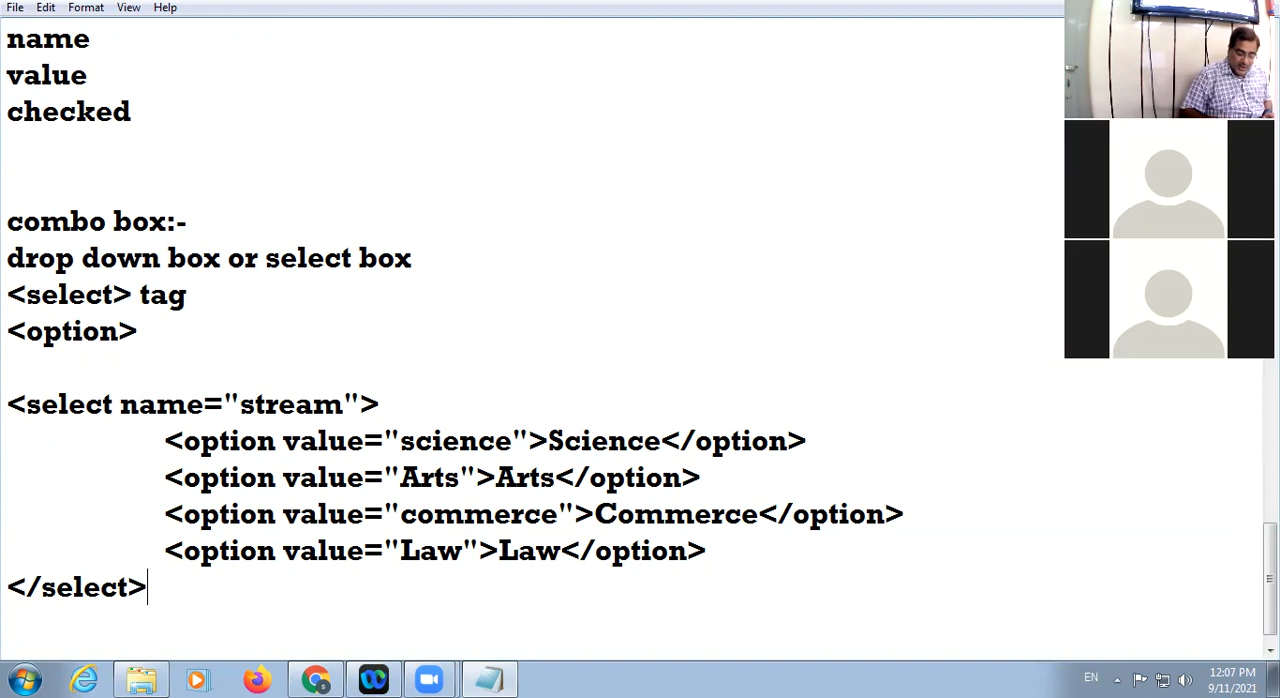 File Edit Format View Help
name
value
checked
combo box:-
drop down box or select box
<select> tag
<option>
<select name="stream">
<option value="science">Science</option>
<option value="Arts">Arts</option>
<option value="commerce">Commerce</option>
<option value="Law">Law</option>
</select>
EN
12:07 PM
9/11/2021